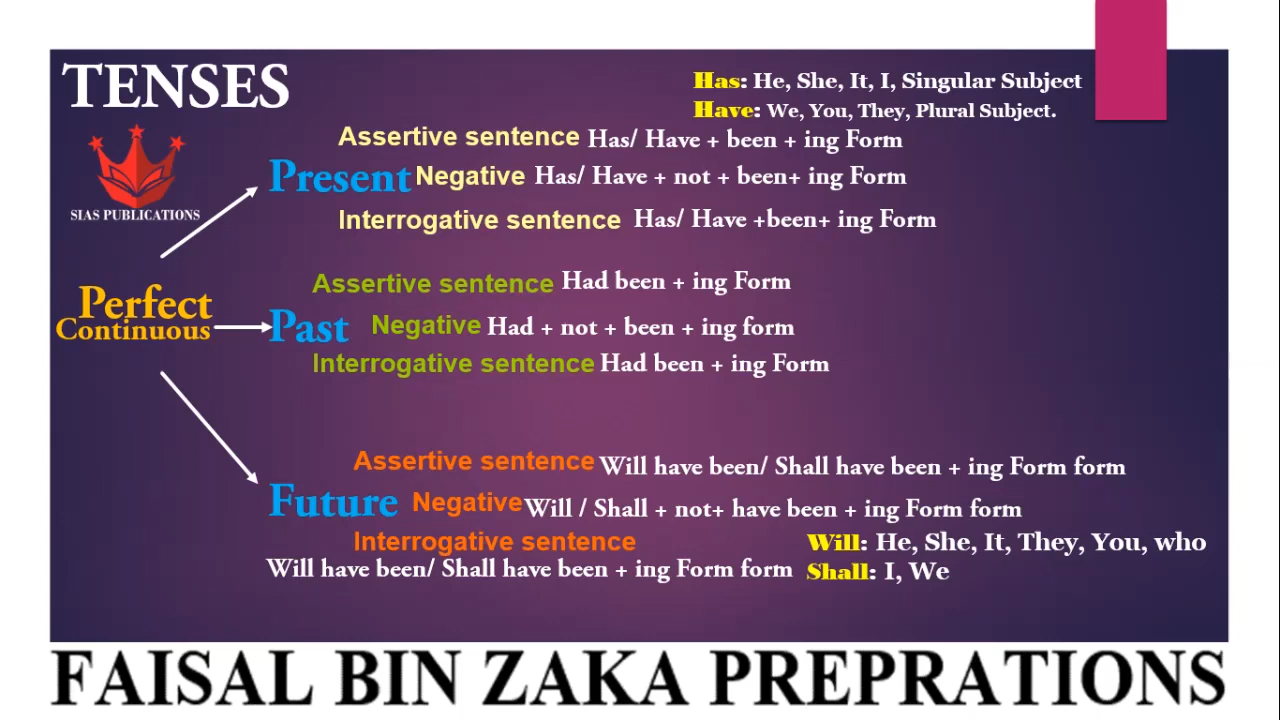 TENSES
Has: He, She, It, I, Singular Subject
Have: We, You, They, Plural Subject.
SIAS PUBLICATIONS
Perfect
Continuous
Assertive sentence Has/ Have + been + ing Form
Present Negative Has/ Have + not + been+ ing Form
Interrogative sentence Has/ Have +been+ ing Form
Assertive sentence Had been + ing Form
Past Negative Had + not + been + ing form
Interrogative sentence Had been + ing Form
Assertive sentence Will have been/ Shall have been + ing Form form
Future Negative Will / Shall + not+ have been + ing Form form
Interrogative sentence
Will have been/ Shall have been + ing Form form
Will: He, She, It, They, You, who
Shall: I, We
FAISAL BIN ZAKA PREPRATIONS